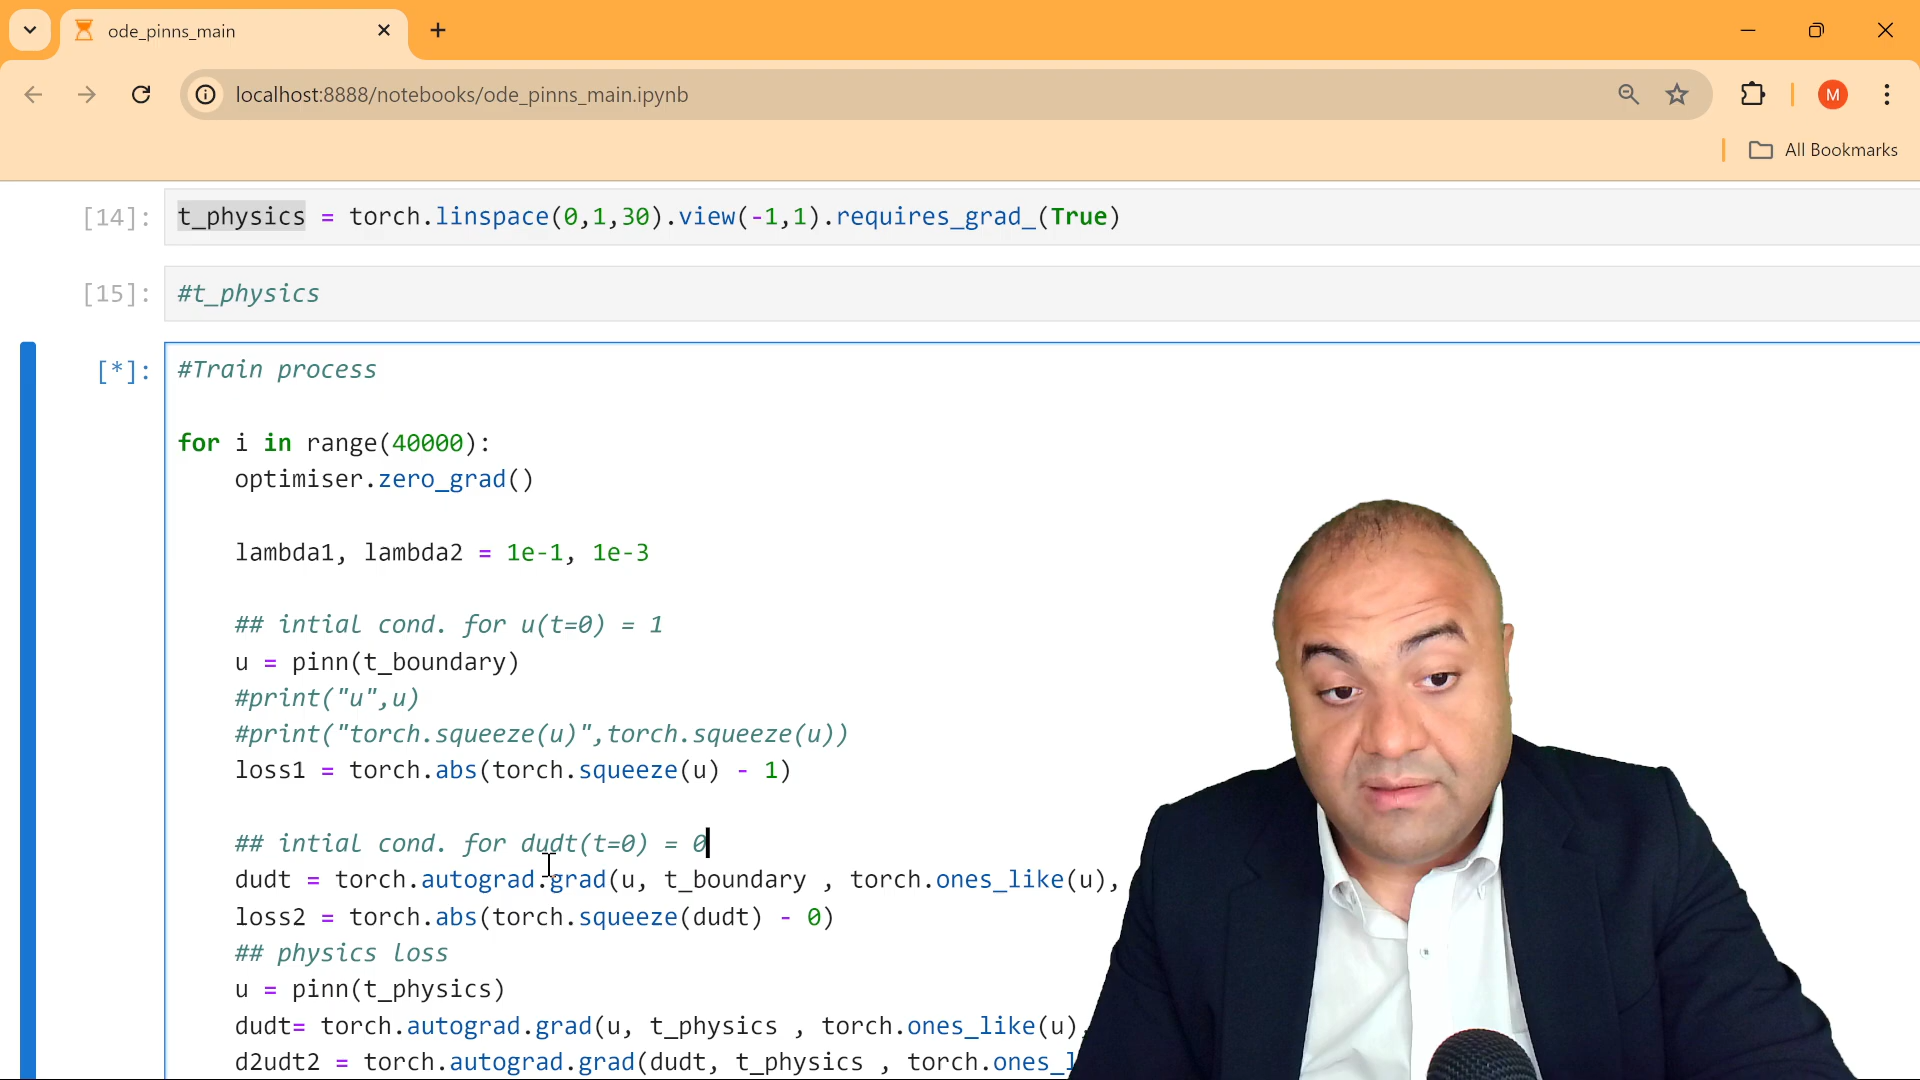 ode_pinns_main
localhost:8888/notebooks/ode_pinns_main.ipynb
M
All Bookmarks
[14]: t_physics = torch.linspace(0,1,30).view(-1,1).requires_grad_(True)
[15]: #t_physics
[*]: #Train process
for i in range(40000):
optimiser.zero_grad()
lambda1, lambda2 = 1e-1, 1e-3
## intial cond. for u(t=0) = 1
u = pinn(t_boundary)
#print("u",u)
#print("torch.squeeze(u)",torch.squeeze(u))
loss1 = torch.abs(torch.squeeze(u) - 1)
## intial cond. for dudt(t=0) = 0
dudt = torch.autograd.grad(u, t_boundary , torch.ones_like(u),
loss2 = torch.abs(torch.squeeze(dudt) - 0)
## physics loss
u = pinn(t_physics)
dudt= torch.autograd.grad(u, t_physics , torch.ones_like(u),
d2udt2 = torch.autograd.grad(dudt, t_physics , torch.ones_l